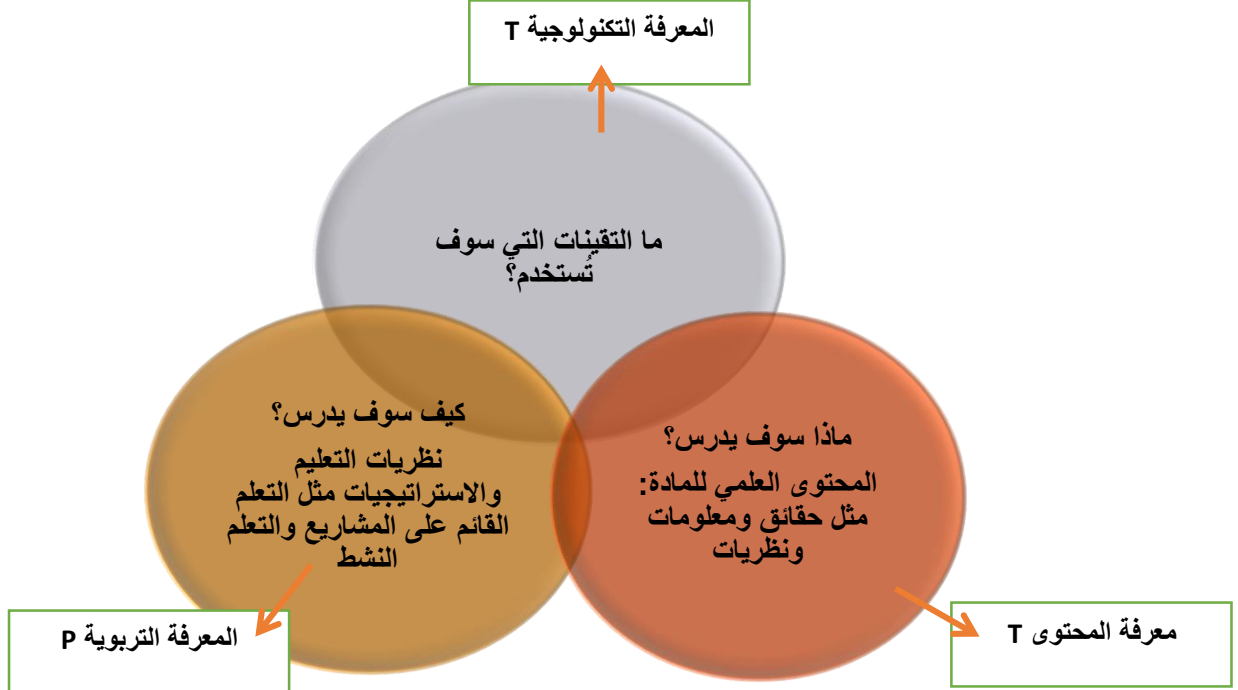 المعرفة التكنولوجية T
ما التقينات التي سوف
تُستخدم؟
كيف سوف يدرس؟
نظريات التعليم
والاستراتيجيات مثل التعلم
القائم على المشاريع والتعلم
النشط
ماذا سوف يدرس؟
المحتوى العلمي للمادة:
مثل حقائق ومعلومات
ونظريات
المعرفة التربوية P
معرفة المحتوى T